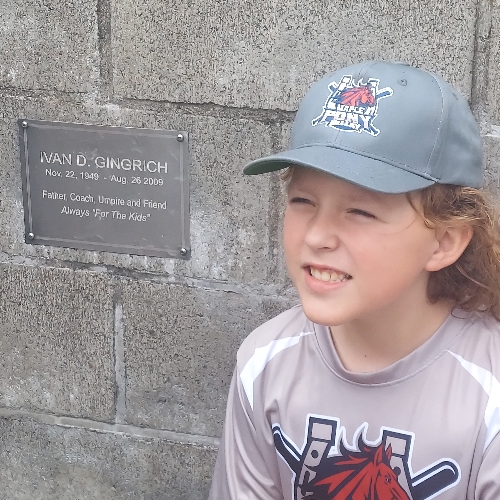 IVAN D. GINGRICH
Nov. 22, 1949 - Aug. 26 2009
Father, Coach, Umpire and Friend
Always "For The Kids"
PONY